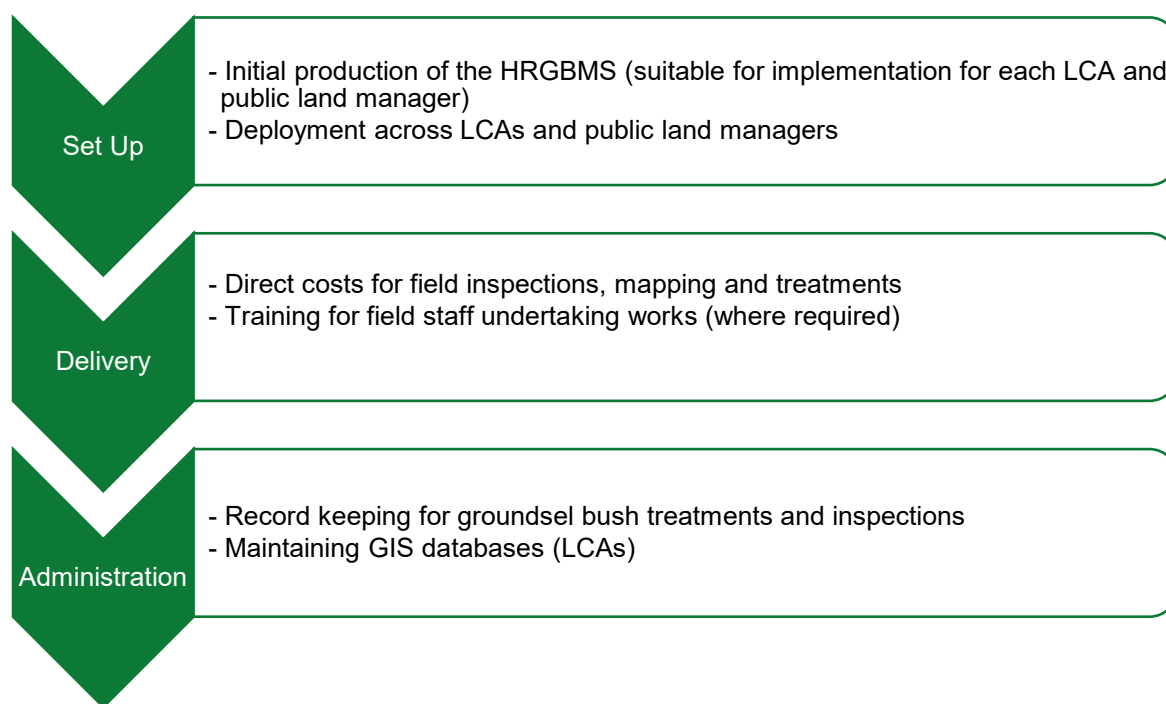 Set Up
- Initial production of the HRGBMS (suitable for implementation for each LCA and
public land manager)
- Deployment across LCAs and public land managers
Delivery
- Direct costs for field inspections, mapping and treatments
- Training for field staff undertaking works (where required)
Administration
- Record keeping for groundsel bush treatments and inspections
- Maintaining GIS databases (LCAs)